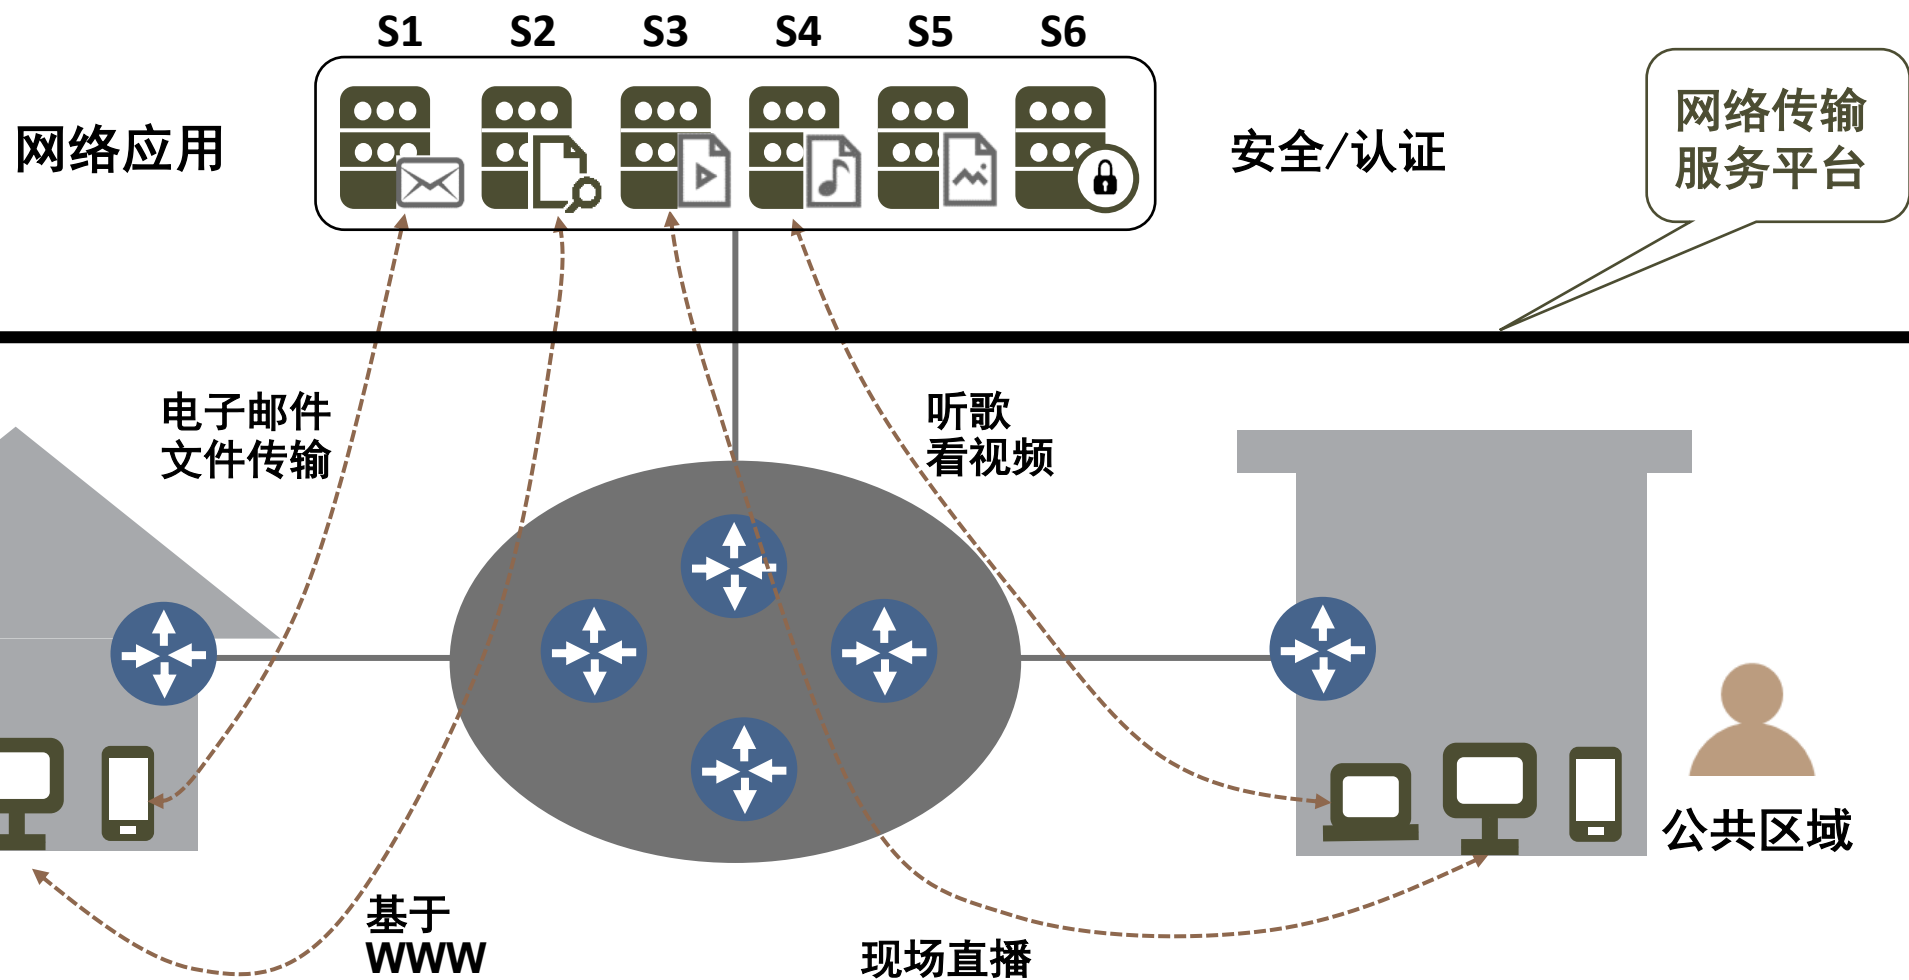 S1 S2 S3 S4 S5 S6
网络应用
安全/认证
网络传输
服务平台
电子邮件
文件传输
听歌
看视频
公共区域
基于
WWW
现场直播